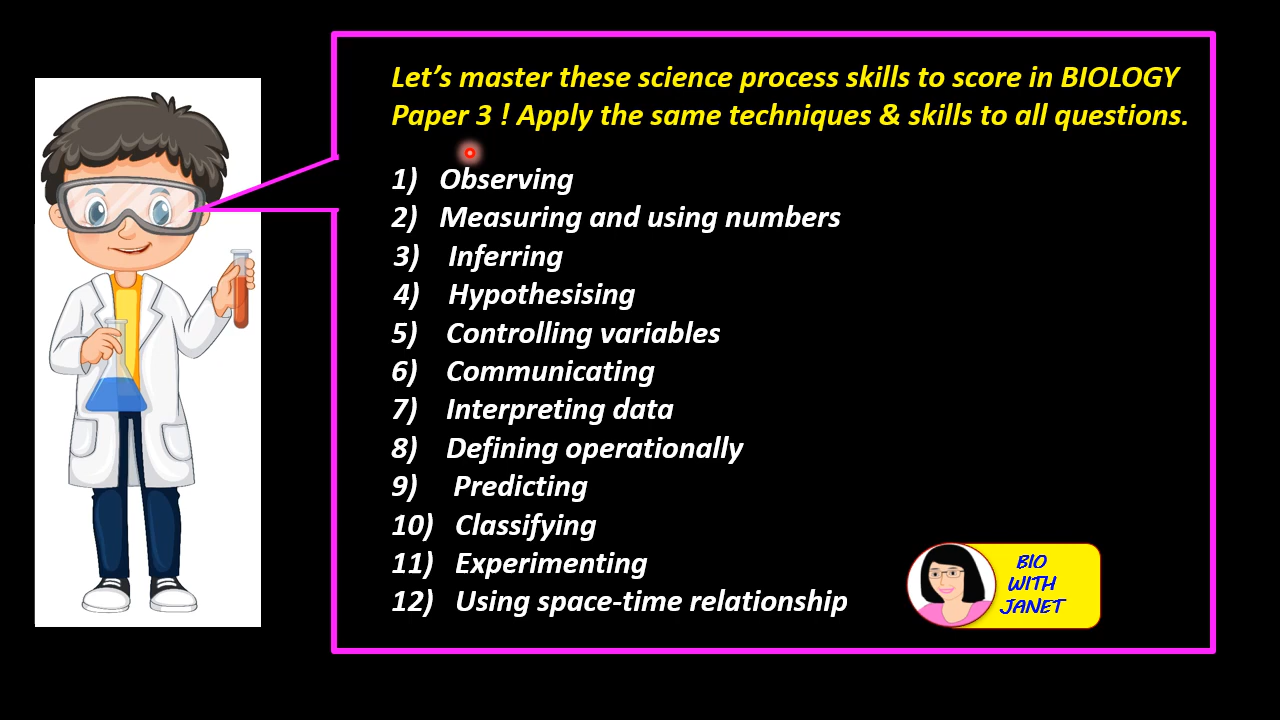 Let’s master these science process skills to score in BIOLOGY
Paper 3 ! Apply the same techniques & skills to all questions.
1) Observing
2) Measuring and using numbers
3) Inferring
4) Hypothesising
5) Controlling variables
6) Communicating
7) Interpreting data
8) Defining operationally
9) Predicting
10) Classifying
11) Experimenting
12) Using space-time relationship
BIO
WITH
JANET